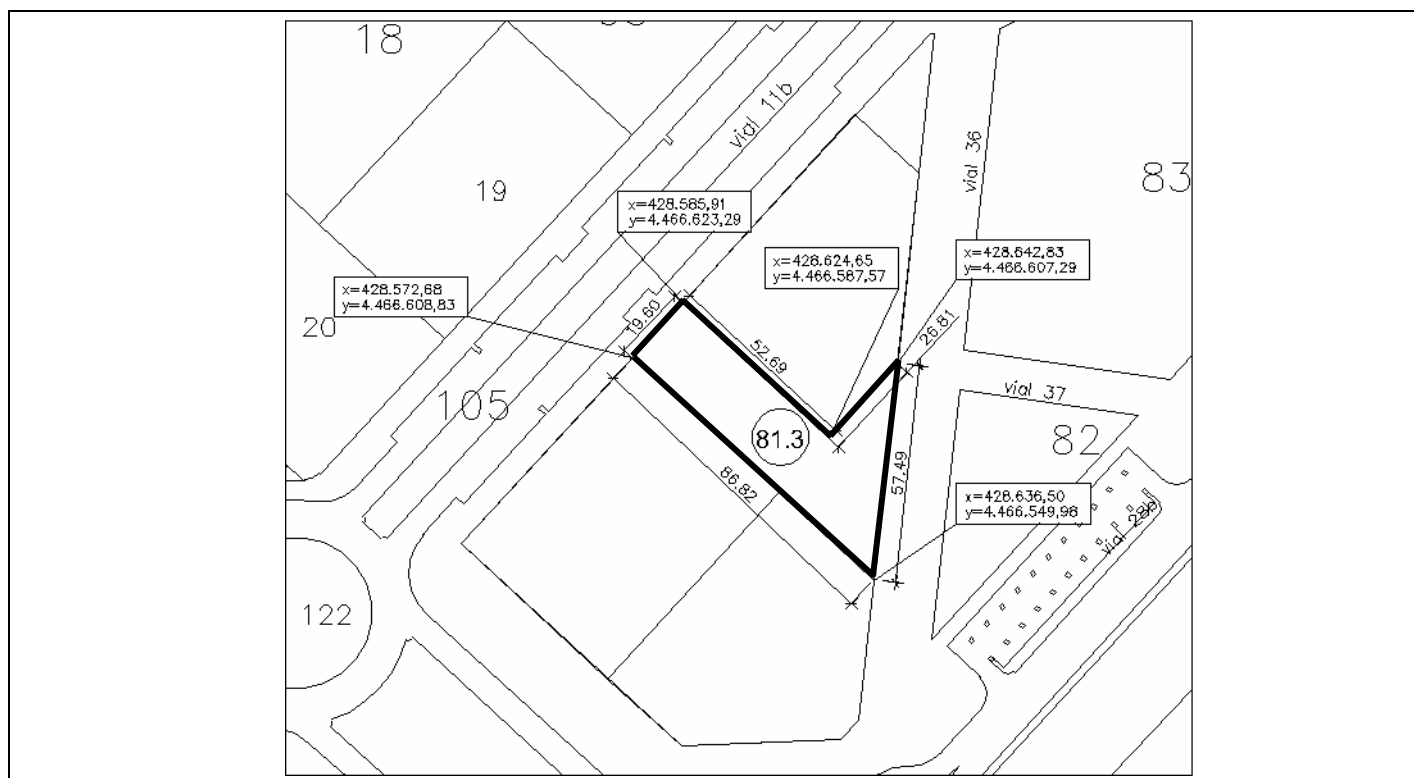 18
vial 11b
vial 36
83
19
x=428.585,91
y=4.466.623,29
x=428.624,65
y=4.466.587,57
x=428.642,83
y=4.466.607,29
x=428.572,68
y=4.466.608,83
20
19.60
52.69
26.81
105
vial 37
81.3
82
86.82
57.49
x=428.636,50
y=4.466.549,98
vial 28b
122